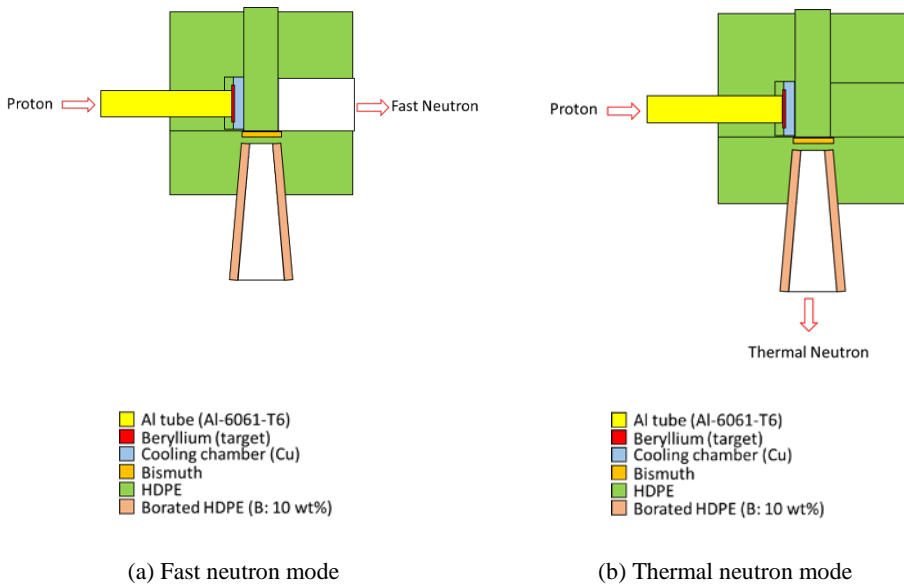 Proton
Fast Neutron
Al tube (Al-6061-T6)
Beryllium (target)
Cooling chamber (Cu)
Bismuth
HDPE
Borated HDPE (B: 10 wt%)
(a) Fast neutron mode
Proton
Thermal Neutron
Al tube (Al-6061-T6)
Beryllium (target)
Cooling chamber (Cu)
Bismuth
HDPE
Borated HDPE (B: 10 wt%)
(b) Thermal neutron mode